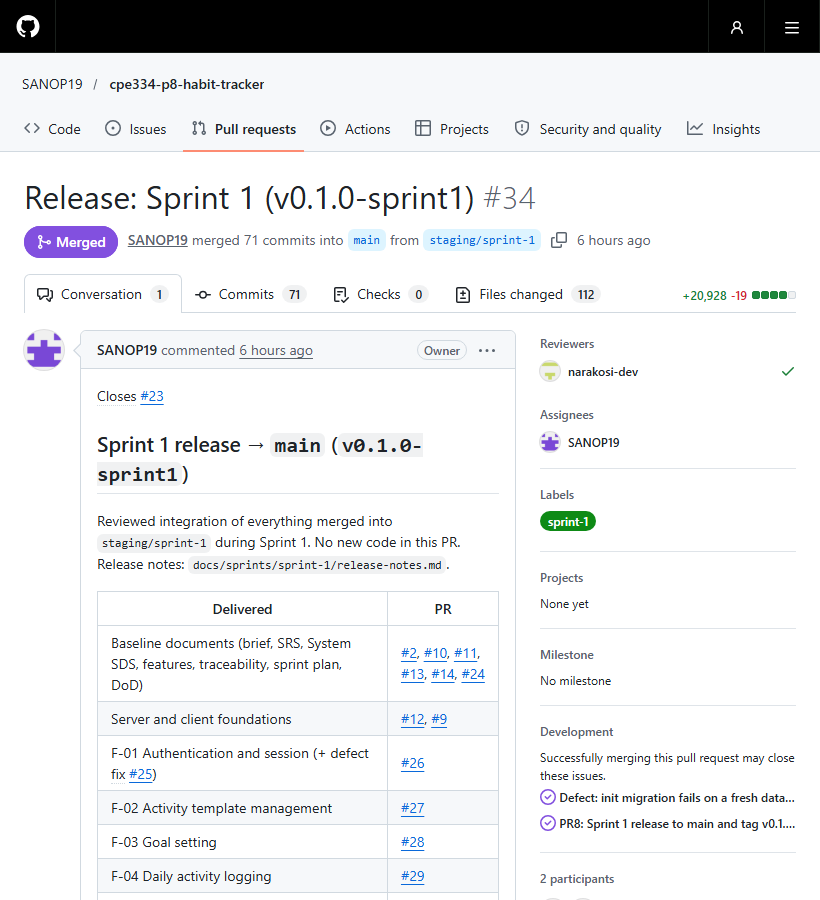 SANOP19 / cpe334-p8-habit-tracker
Code Issues Pull requests Actions Projects Security and quality Insights
Release: Sprint 1 (v0.1.0-sprint1) #34
Merged SANOP19 merged 71 commits into main from staging/sprint-1 6 hours ago
Conversation 1 Commits 71 Checks 0 Files changed 112 +20,928 -19
SANOP19 commented 6 hours ago Owner
Closes #23
Sprint 1 release → main (v0.1.0-
sprint1)
Reviewed integration of everything merged into
staging/sprint-1 during Sprint 1. No new code in this PR.
Release notes: docs/sprints/sprint-1/release-notes.md.
Delivered PR
Baseline documents (brief, SRS, System
SDS, features, traceability, sprint plan,
DoD)
#2, #10, #11,
#13, #14, #24
Server and client foundations #12, #9
F-01 Authentication and session (+ defect
fix #25)
#26
F-02 Activity template management #27
F-03 Goal setting #28
F-04 Daily activity logging #29
Reviewers
narakosi-dev
Assignees
SANOP19
Labels
sprint-1
Projects
None yet
Milestone
No milestone
Development
Successfully merging this pull request may close
these issues.
Defect: init migration fails on a fresh data...
PR8: Sprint 1 release to main and tag v0.1....
2 participants